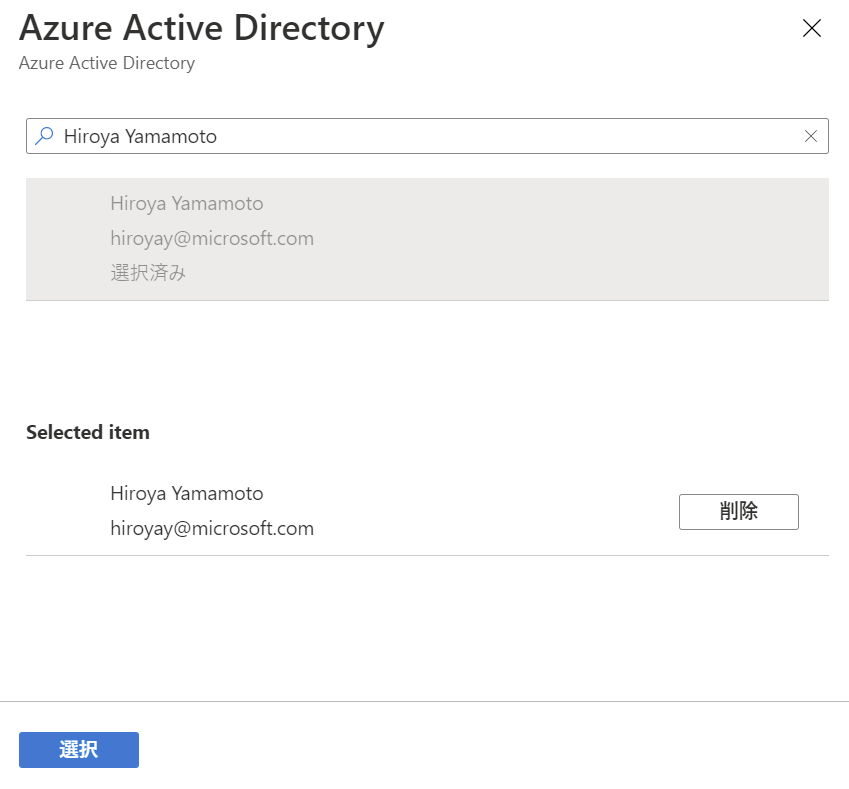 Azure Active Directory
Azure Active Directory
Hiroya Yamamoto
Hiroya Yamamoto
hiroyay@microsoft.com
選択済み
Selected item
Hiroya Yamamoto
hiroyay@microsoft.com
削除
選択